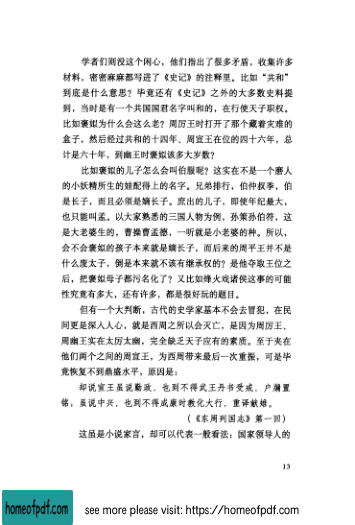 学者们则没这个闲心，他们指出了很多矛盾，收集许多
材料，密密麻麻都写进了《史记》的注释里。比如“共和”
到底是什么意思？毕竟还有《史记》之外的大多数史料提
到，当时是有一个共国国君名字叫和的，在行使天子职权。
比如褒姒为什么会这么老？周厉王时打开了那个藏着灾难的
盒子，然后经过共和的十四年、周宣王在位的四十六年，总
计是六十年，到幽王时褒姒该多大岁数？
比如褒姒的儿子怎么会叫伯服呢？这实在不是一个磨人
的小妖精所生的娃配得上的名字。兄弟排行，伯仲叔季，伯
是长子，而且必须是嫡长子。庶出的儿子，即使年纪最大，
也只能叫孟。以大家熟悉的三国人物为例，孙策孙伯符，这
是大老婆生的，曹操曹孟德，一听就是小老婆的种。所以，
会不会褒姒的孩子本来就是嫡长子，而后来的周平王并不是
什么废太子，倒是本来就不该有继承权的？是他夺取王位之
后，把褒姒母子都污名化了？又比如烽火戏诸侯这事的可能
性究竟有多大，还有许多，都是很好玩的题目。
但有一个大判断，古代的史学家基本不会去冒犯，在民
间更是深入人心，就是西周之所以会灭亡，是因为周厉王、
周幽王实在太厉太幽，完全缺乏天子应有的素质。至于夹在
他们两个之间的周宣王，为西周带来最后一次重振，可是毕
竟恢复不到鼎盛水平，原因是：
却说宣王虽说勤政，也到不得武王丹书受戒，户牖置
铭；虽说中兴，也到不得成康时教化大行，重译献雉。
（《东周列国志》第一回）
这虽是小说家言，却可以代表一般看法：国家领导人的
13
homeofpdf.com
see more please visit: https://homeofpdf.com